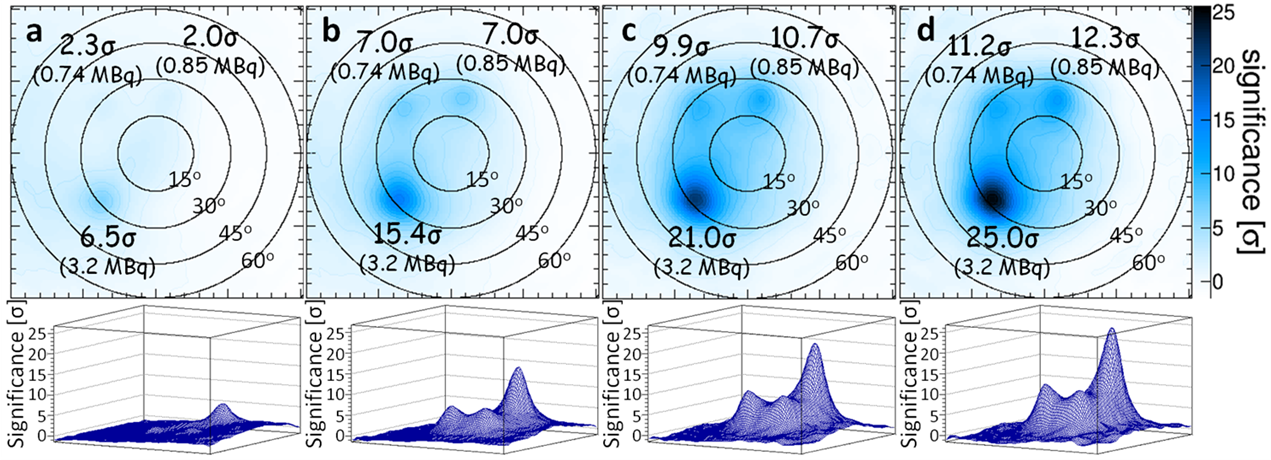 a
2.3σ
(0.74 MBq)
2.0σ
(0.85 MBq)
15°
30°
45°
60°
6.5σ
(3.2 MBq)
b
7.0σ
(0.74 MBq)
7.0σ
(0.85 MBq)
15°
30°
45°
60°
15.4σ
(3.2 MBq)
c
9.9σ
(0.74 MBq)
10.7σ
(0.85 MBq)
15°
30°
45°
60°
21.0σ
(3.2 MBq)
d
11.2σ
(0.74 MBq)
12.3σ
(0.85 MBq)
15°
30°
45°
60°
25.0σ
(3.2 MBq)
25
20
15
10
5
0
significance [σ]
Significance [σ]
25
20
15
10
5
0
Significance [σ]
25
20
15
10
5
0
Significance [σ]
25
20
15
10
5
0
Significance [σ]
25
20
15
10
5
0